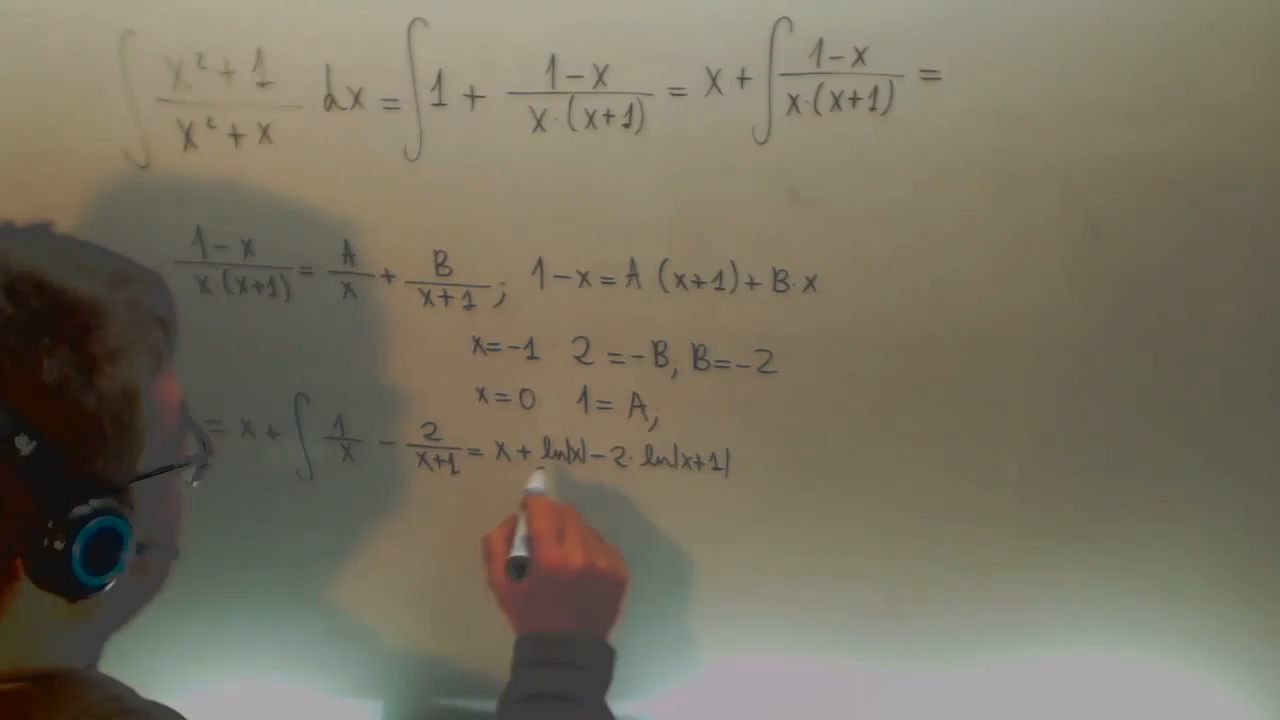 ∫ x²+1 / x²+x dx = ∫ 1 + 1-x / x·(x+1) = x + ∫ 1-x / x·(x+1) =
1-x / x·(x+1) = A / x + B / x+1 ; 1-x = A (x+1) + B·x
x=-1 2 =-B, B=-2
x=0 1 = A;
= x + ∫ 1 / x - 2 / x+1 = x + ln|x| - 2· ln|x+1|